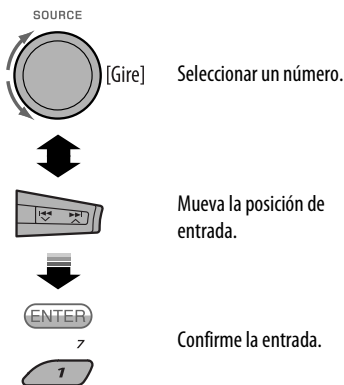 SOURCE
[Gire] Seleccionar un número.
Mueva la posición de
entrada.
ENTER
7
1
Confirme la entrada.